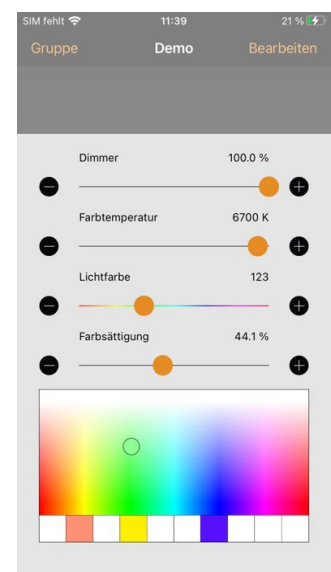 SIM fehlt 11:39 21 %
Gruppe Demo Bearbeiten
Dimmer 100.0 %
Farbtemperatur 6700 K
Lichtfarbe 123
Farbsättigung 44.1 %